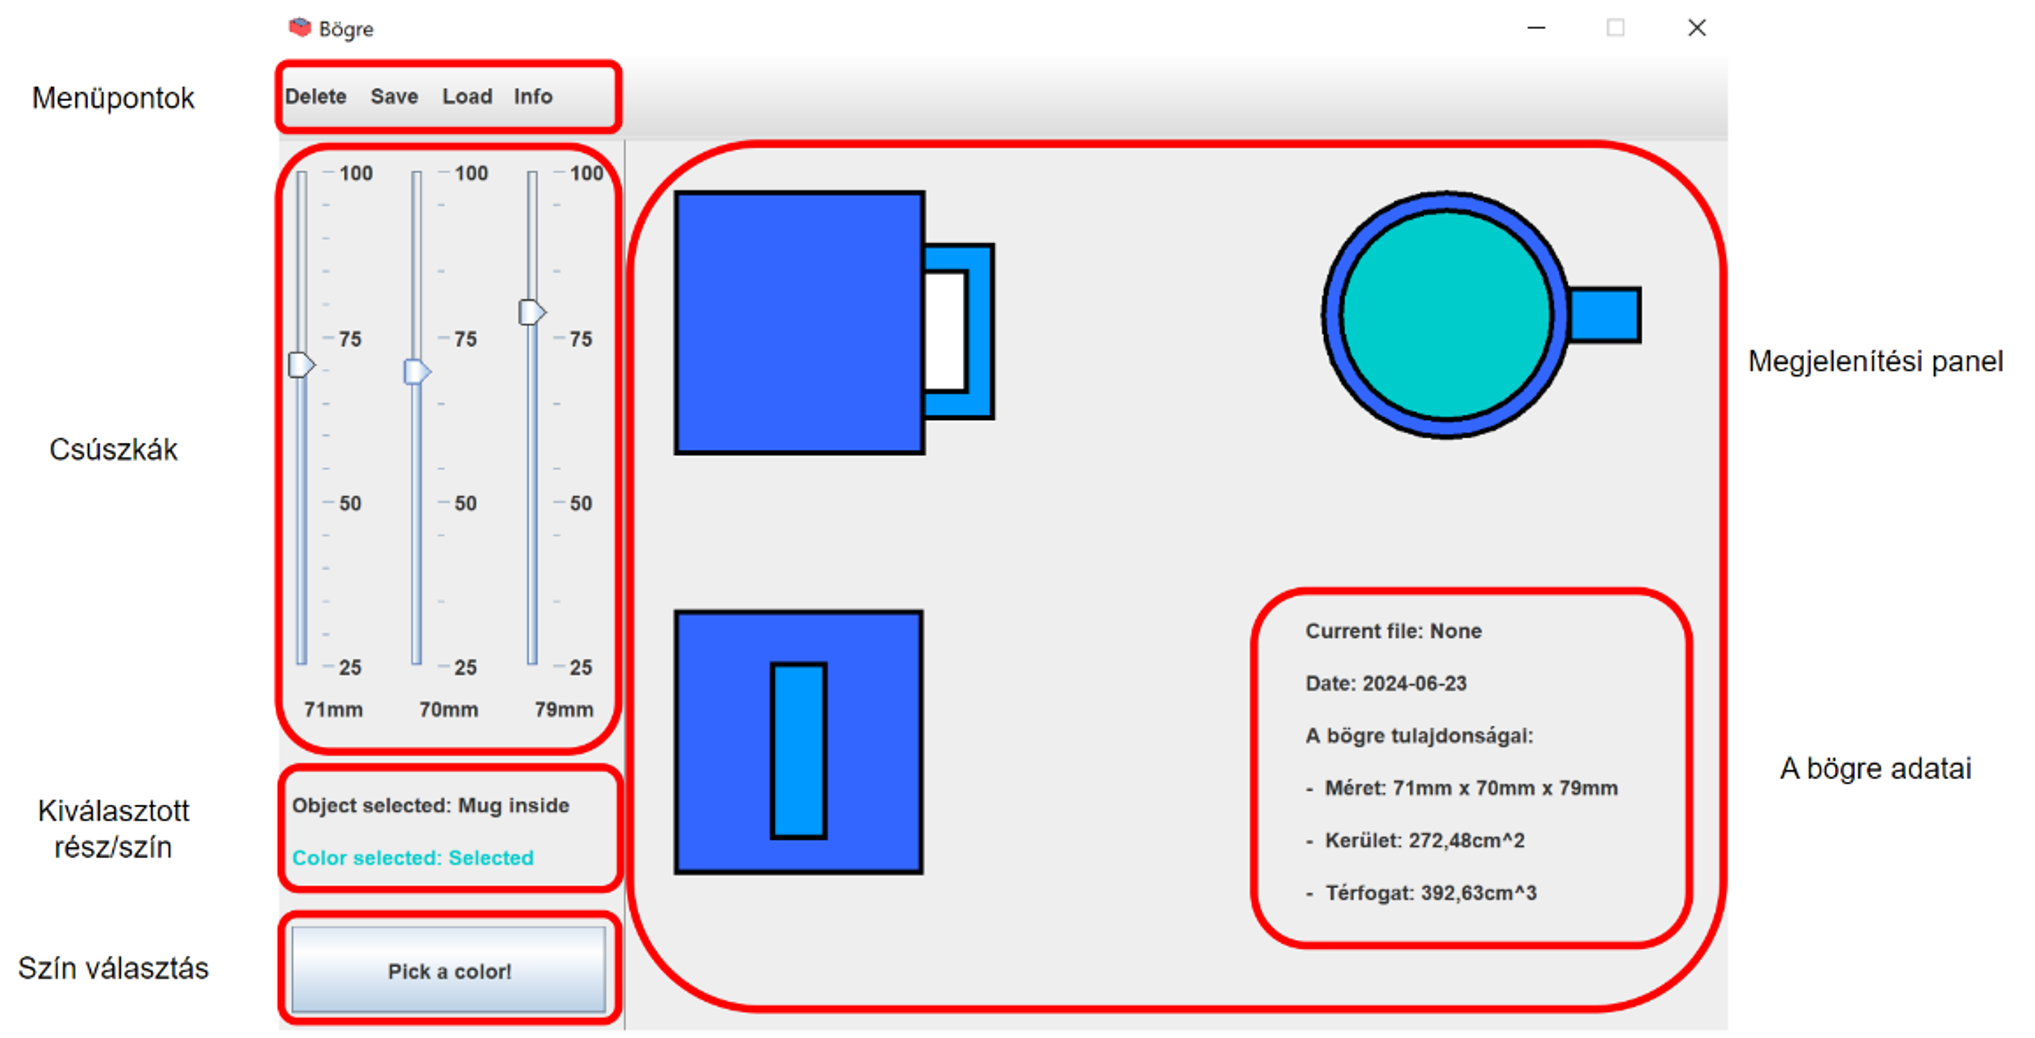 Bögre
Menüpontok
Delete Save Load Info
100 100 100
75 75 75
50 50 50
25 25 25
71mm 70mm 79mm
Csúszkák
Kiválasztott
rész/szín
Object selected: Mug inside
Color selected: Selected
Szín választás
Pick a color!
Megjelenítési panel
Current file: None
Date: 2024-06-23
A bögre tulajdonságai:
- Méret: 71mm x 70mm x 79mm
- Kerület: 272,48cm^2
- Térfogat: 392,63cm^3
A bögre adatai